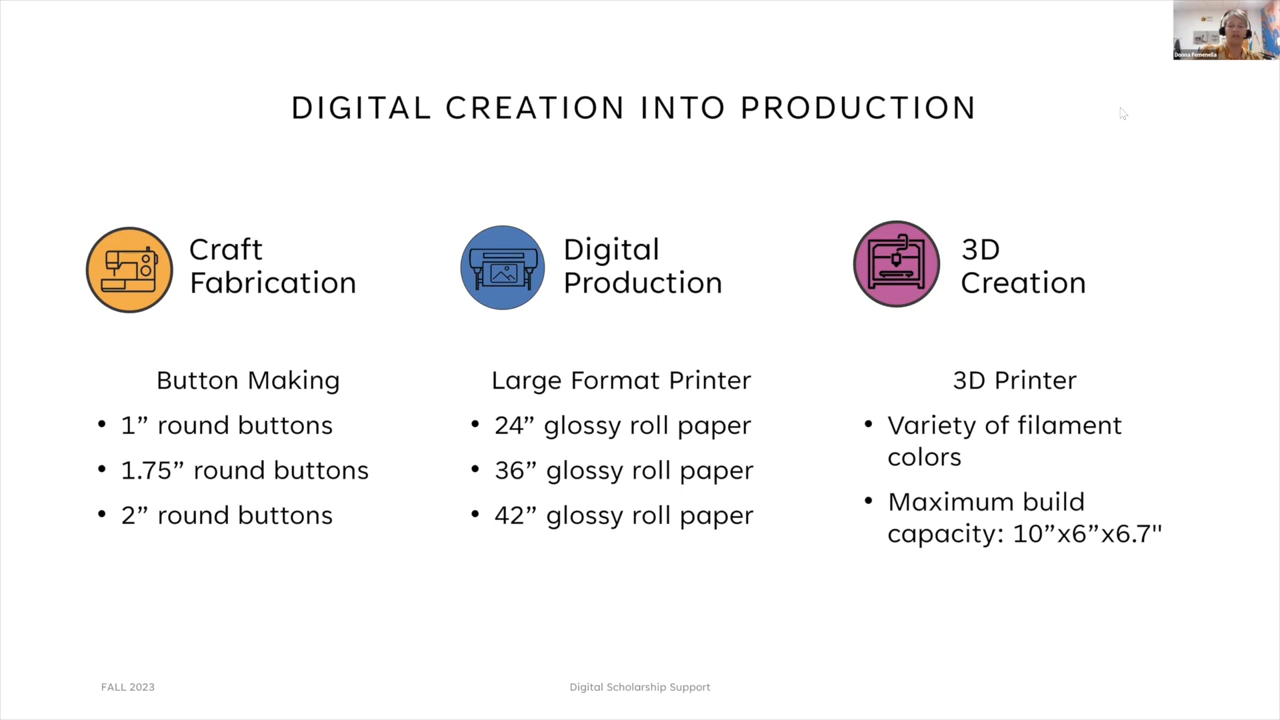 Donna Femenella
DIGITAL CREATION INTO PRODUCTION
Craft
Fabrication
Button Making
• 1” round buttons
• 1.75” round buttons
• 2” round buttons
Digital
Production
Large Format Printer
• 24” glossy roll paper
• 36” glossy roll paper
• 42” glossy roll paper
3D
Creation
3D Printer
• Variety of filament
colors
• Maximum build
capacity: 10”x6”x6.7"
FALL 2023
Digital Scholarship Support